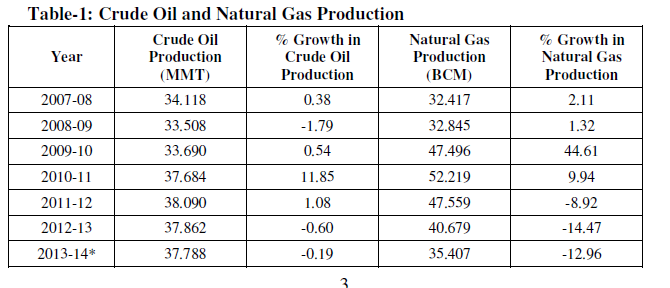 Table-1: Crude Oil and Natural Gas Production
Year Crude Oil Production (MMT) % Growth in Crude Oil Production Natural Gas Production (BCM) % Growth in Natural Gas Production
2007-08 34.118 0.38 32.417 2.11
2008-09 33.508 -1.79 32.845 1.32
2009-10 33.690 0.54 47.496 44.61
2010-11 37.684 11.85 52.219 9.94
2011-12 38.090 1.08 47.559 -8.92
2012-13 37.862 -0.60 40.679 -14.47
2013-14* 37.788 -0.19 35.407 -12.96
3